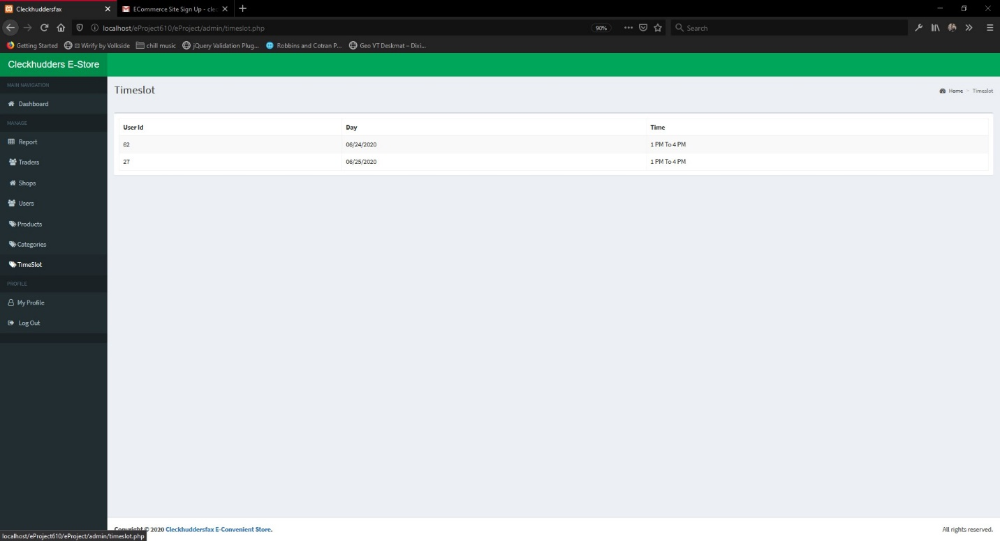 Cleckhuddersfax
ECommerce Site Sign Up - clec
localhost/eProject610/eProject/admin/timeslot.php
90%
Search
Getting Started
Wirify by Volkside
chill music
jQuery Validation Plug...
Robbins and Cotran P...
Geo VT Deskmat – Dixi...
Cleckhudders E-Store
MAIN NAVIGATION
Dashboard
MANAGE
Report
Traders
Shops
Users
Products
Categories
TimeSlot
PROFILE
My Profile
Log Out
Timeslot
Home > Timeslot
User Id Day Time
62 06/24/2020 1 PM To 4 PM
27 06/25/2020 1 PM To 4 PM
Copyright © 2020 Cleckhuddersfax E-Convenient Store.
All rights reserved.
localhost/eProject610/eProject/admin/timeslot.php